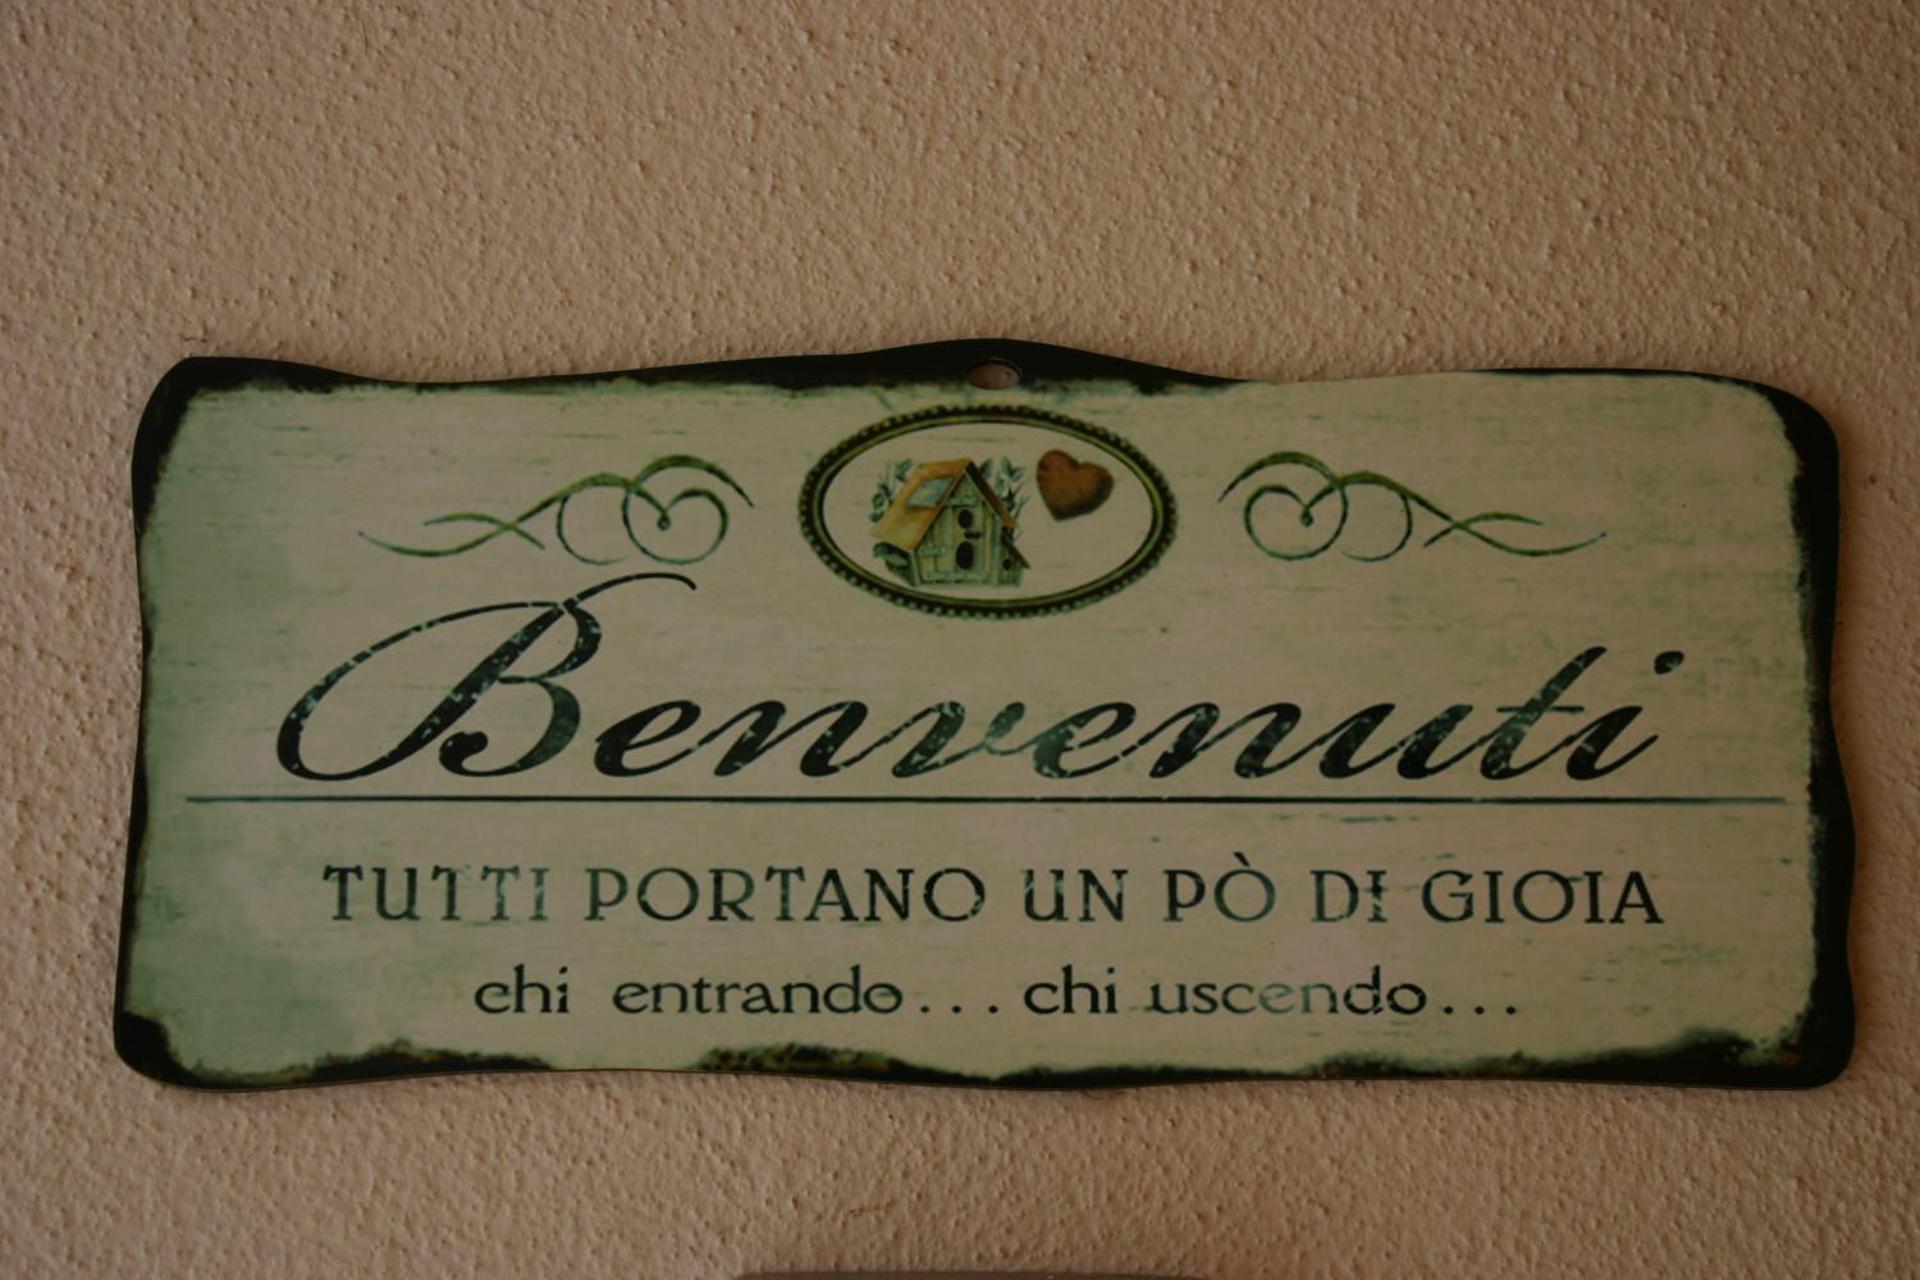 Benvenuti
TUTTI PORTANO UN PÒ DI GIOIA
chi entrando... chi uscendo...